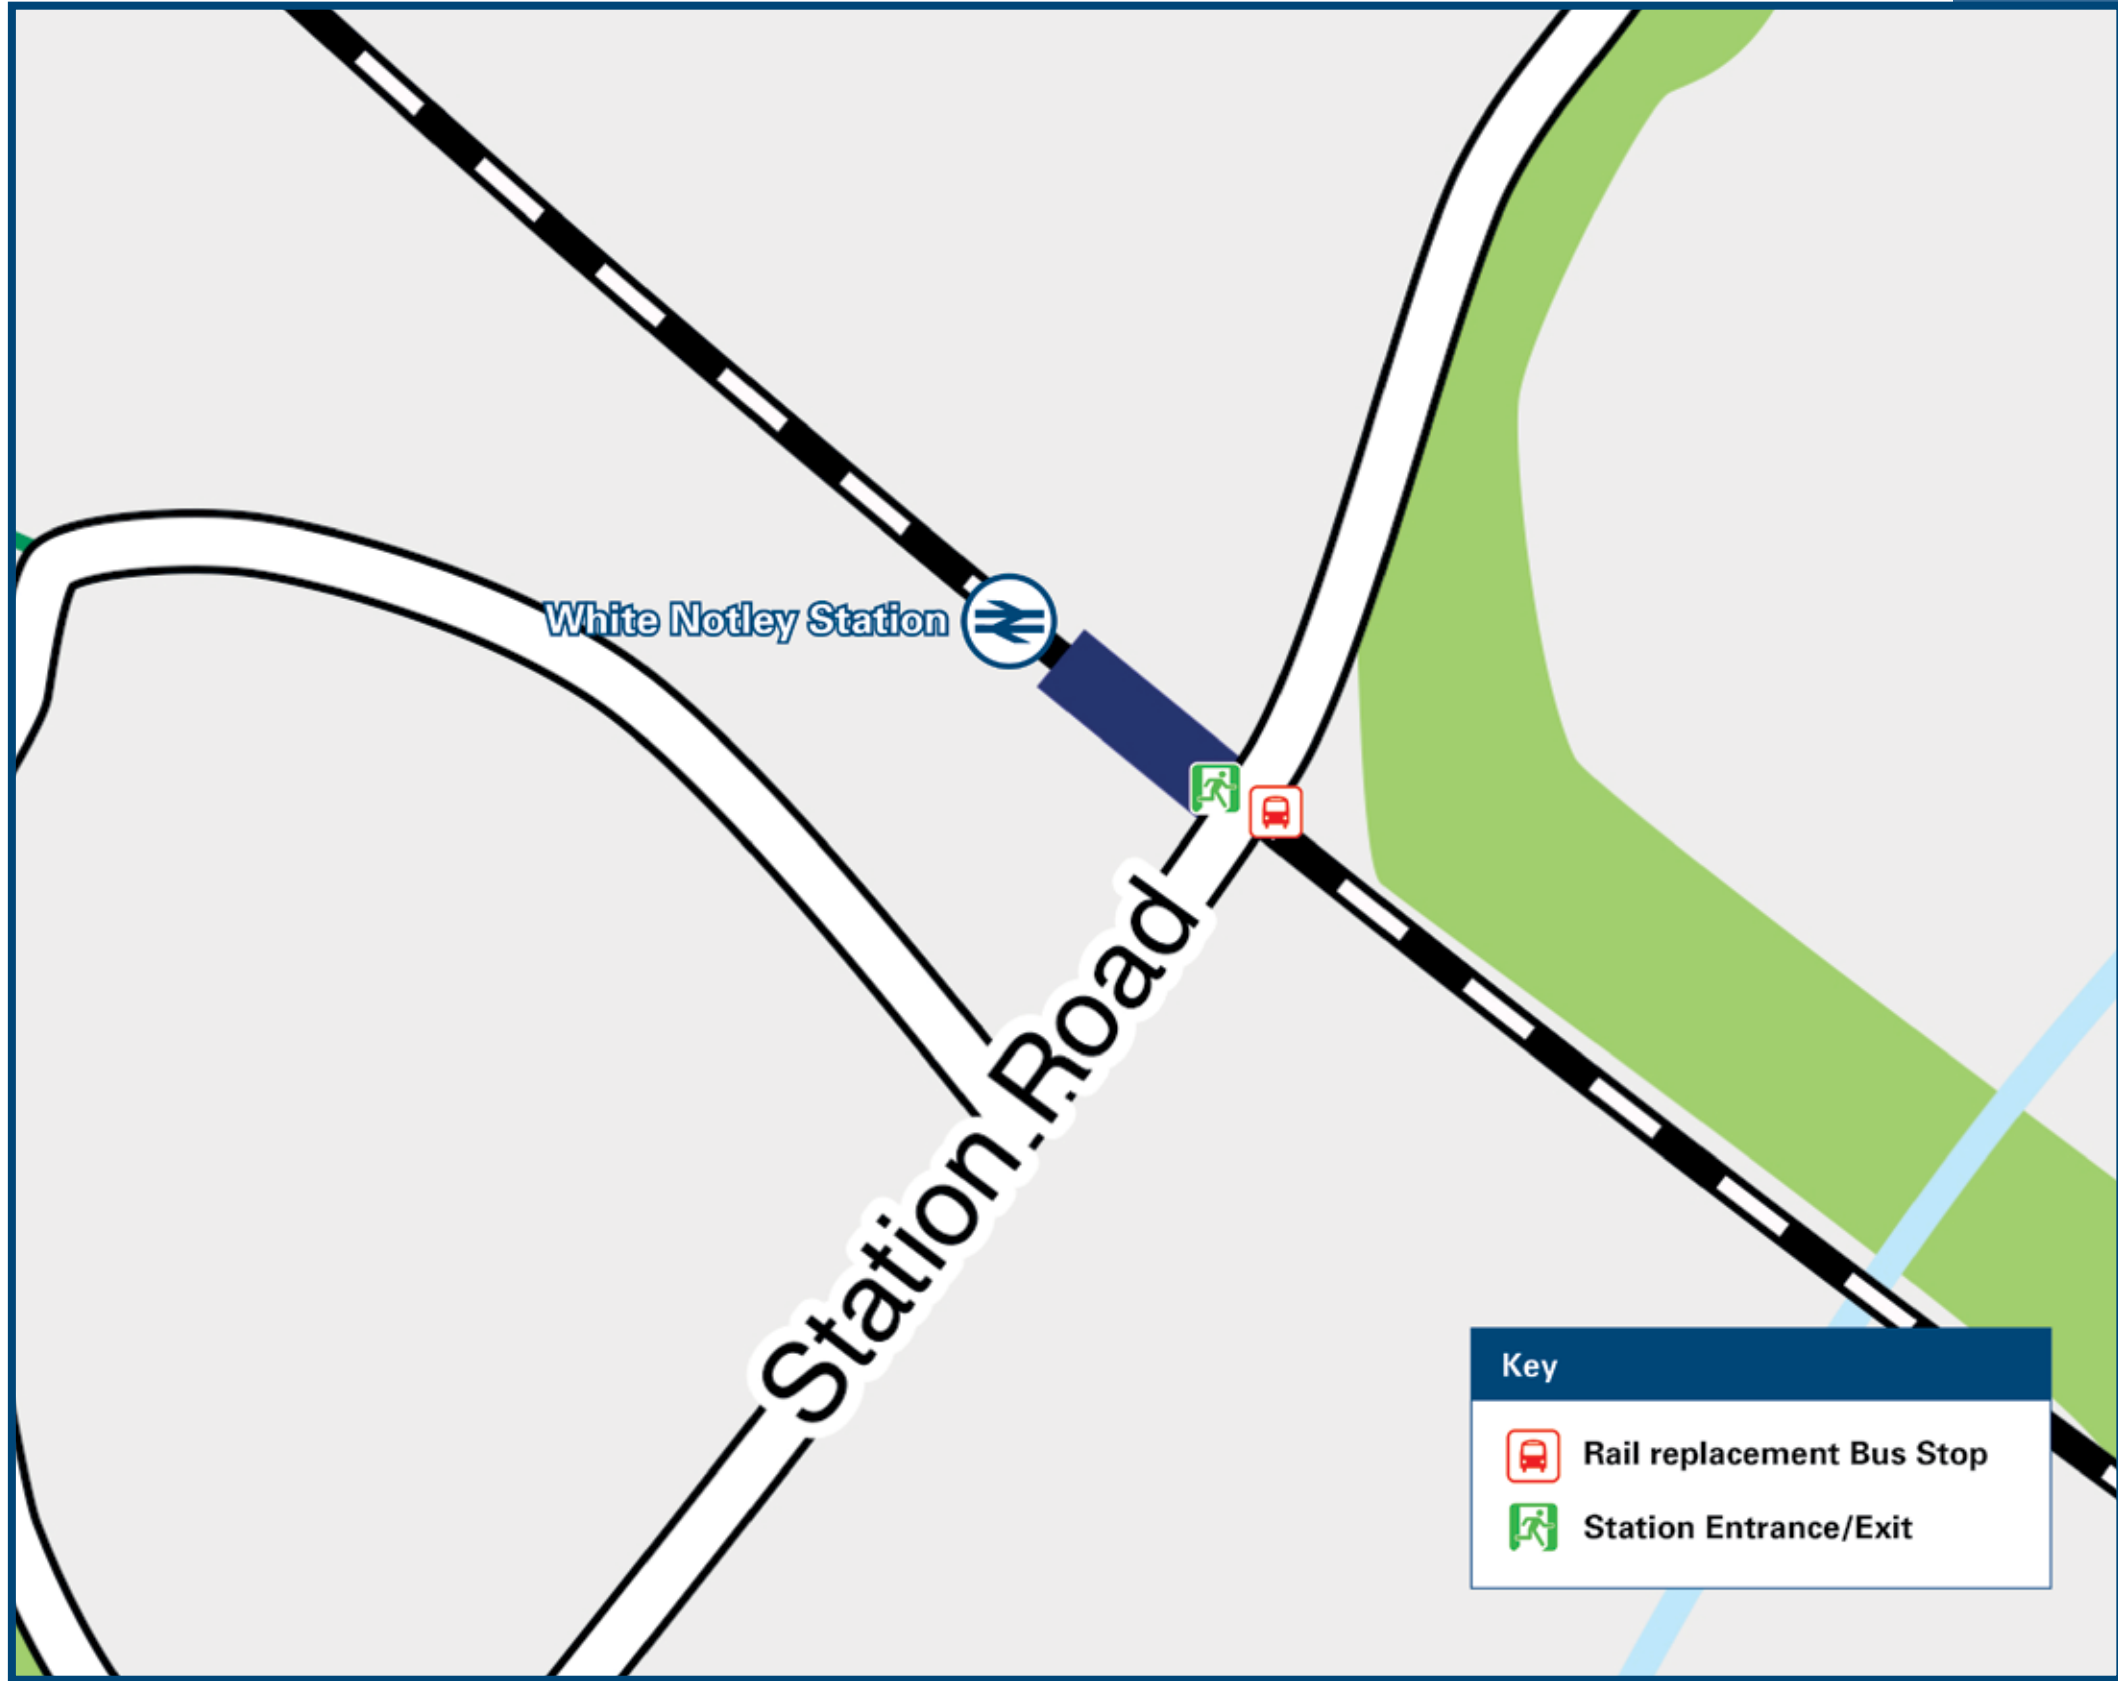 White Notley Station
Station Road
Key
Rail replacement Bus Stop
Station Entrance/Exit